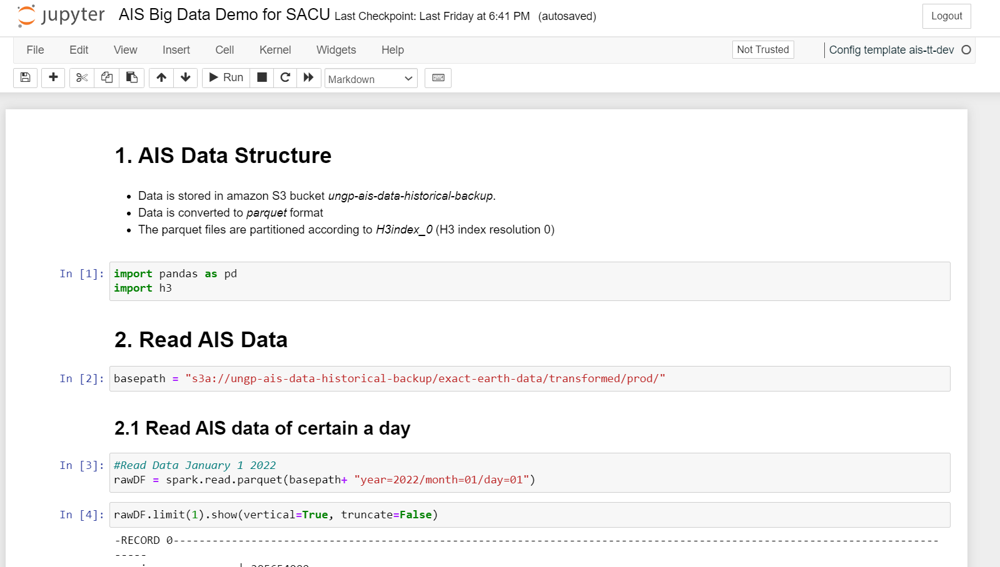 jupyter AIS Big Data Demo for SACU Last Checkpoint: Last Friday at 6:41 PM (autosaved) Logout
File Edit View Insert Cell Kernel Widgets Help Not Trusted Config template ais-tt-dev
Run Markdown
1. AIS Data Structure
Data is stored in amazon S3 bucket ungp-ais-data-historical-backup.
Data is converted to parquet format
The parquet files are partitioned according to H3index_0 (H3 index resolution 0)
In [1]: import pandas as pd
import h3
2. Read AIS Data
In [2]: basepath = "s3a://ungp-ais-data-historical-backup/exact-earth-data/transformed/prod/"
2.1 Read AIS data of certain a day
In [3]: #Read Data January 1 2022
rawDF = spark.read.parquet(basepath+ "year=2022/month=01/day=01")
In [4]: rawDF.limit(1).show(vertical=True, truncate=False)
-RECORD 0----------------------------------------------------------------------------------------------------------------------
-----